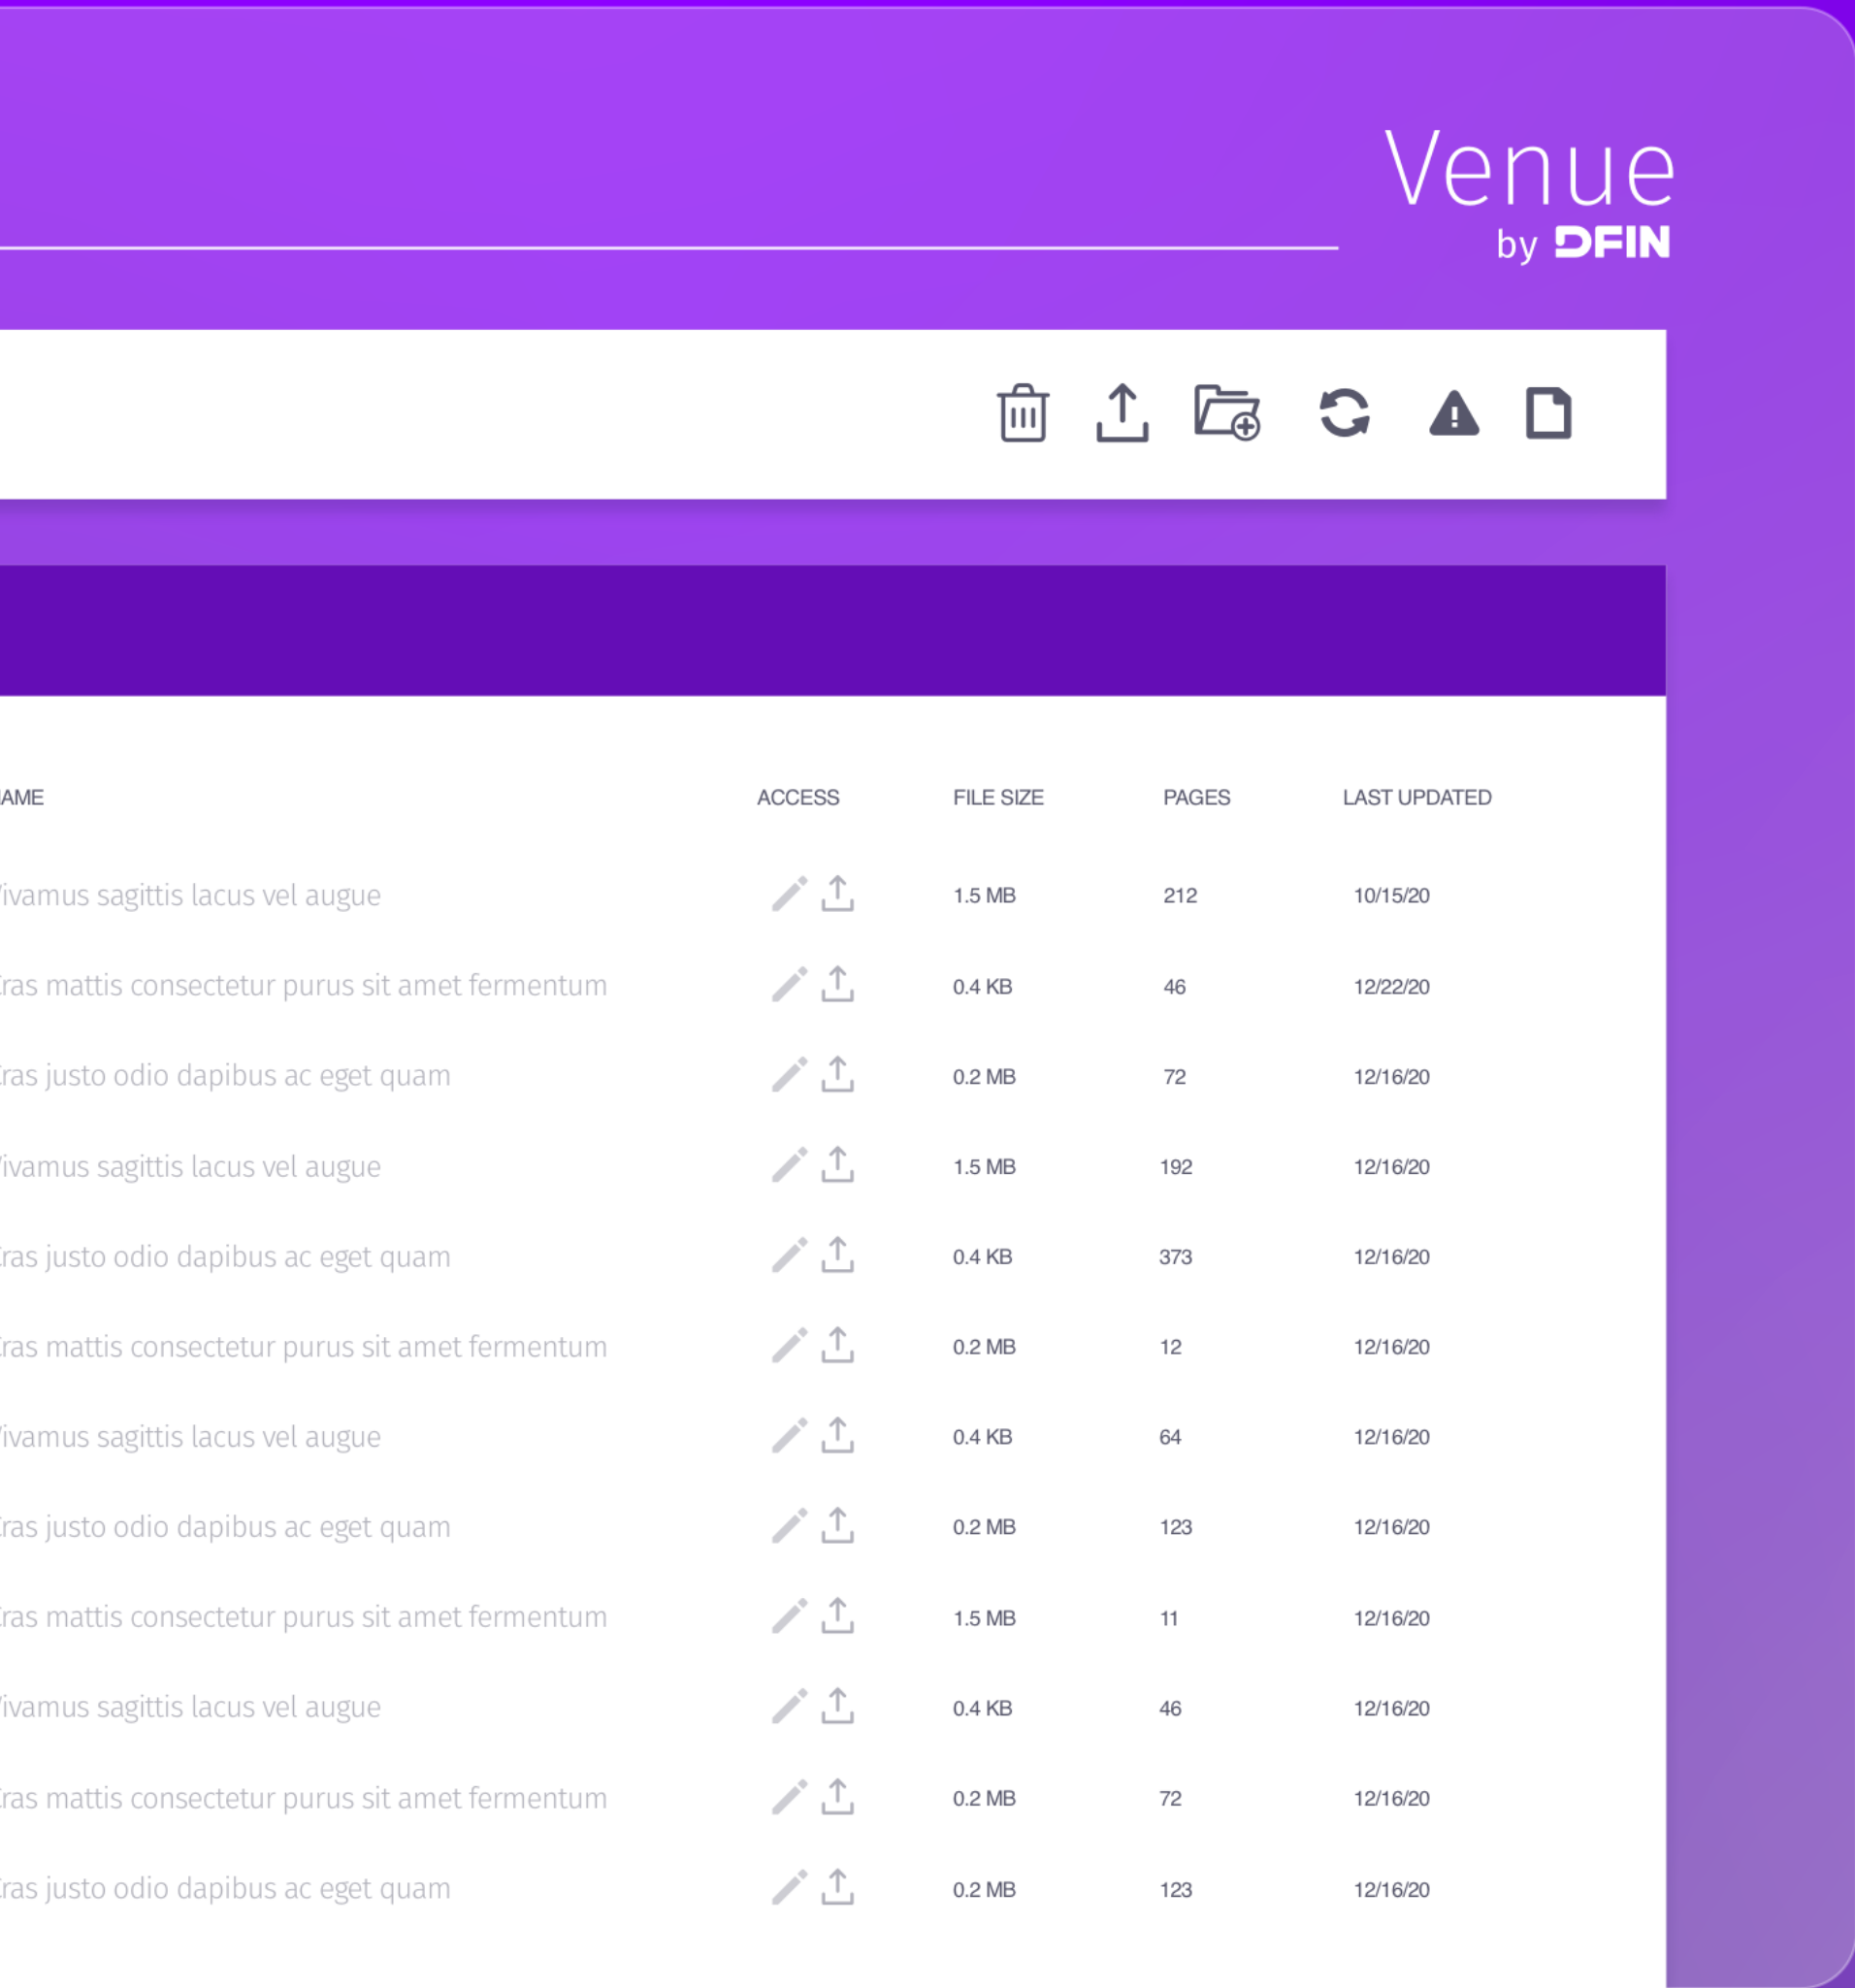 Venue
by DFIN
AME ACCESS FILE SIZE PAGES LAST UPDATED
ivamus sagittis lacus vel augue 1.5 MB 212 10/15/20
ras mattis consectetur purus sit amet fermentum 0.4 KB 46 12/22/20
ras justo odio dapibus ac eget quam 0.2 MB 72 12/16/20
ivamus sagittis lacus vel augue 1.5 MB 192 12/16/20
ras justo odio dapibus ac eget quam 0.4 KB 373 12/16/20
ras mattis consectetur purus sit amet fermentum 0.2 MB 12 12/16/20
ivamus sagittis lacus vel augue 0.4 KB 64 12/16/20
ras justo odio dapibus ac eget quam 0.2 MB 123 12/16/20
ras mattis consectetur purus sit amet fermentum 1.5 MB 11 12/16/20
ivamus sagittis lacus vel augue 0.4 KB 46 12/16/20
ras mattis consectetur purus sit amet fermentum 0.2 MB 72 12/16/20
ras justo odio dapibus ac eget quam 0.2 MB 123 12/16/20